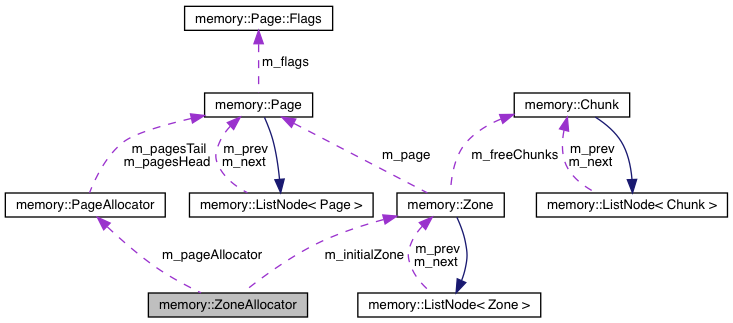 memory::Page::Flags
m_flags
memory::Page
memory::Chunk
m_pagesTail
m_pagesHead
m_prev
m_next
m_page
m_freeChunks
m_prev
m_next
memory::PageAllocator
memory::ListNode< Page >
memory::Zone
memory::ListNode< Chunk >
m_pageAllocator
m_initialZone
m_prev
m_next
memory::ZoneAllocator
memory::ListNode< Zone >